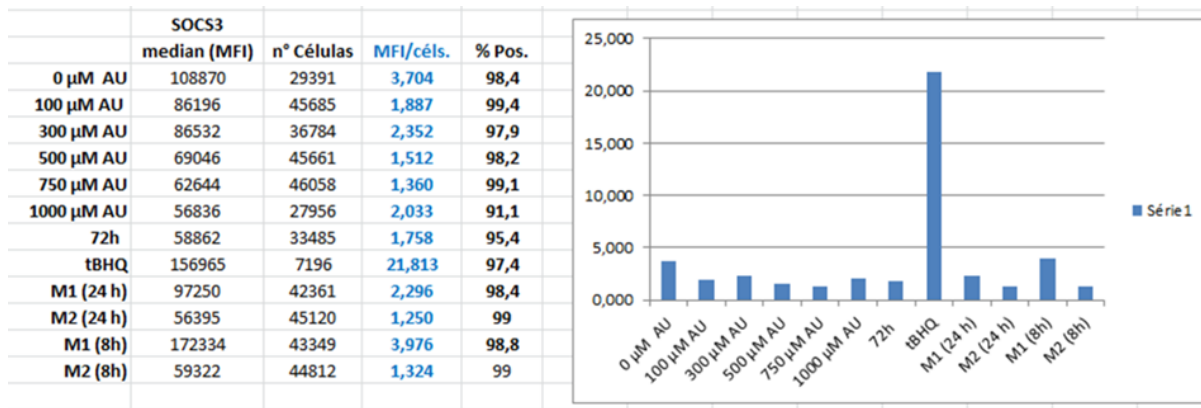 SOCS3
median (MFI) n° Células MFI/céls. % Pos.
0 µM AU 108870 29391 3,704 98,4
100 µM AU 86196 45685 1,887 99,4
300 µM AU 86532 36784 2,352 97,9
500 µM AU 69046 45661 1,512 98,2
750 µM AU 62644 46058 1,360 99,1
1000 µM AU 56836 27956 2,033 91,1
72h 58862 33485 1,758 95,4
tBHQ 156965 7196 21,813 97,4
M1 (24 h) 97250 42361 2,296 98,4
M2 (24 h) 56395 45120 1,250 99
M1 (8h) 172334 43349 3,976 98,8
M2 (8h) 59322 44812 1,324 99
25,000
20,000
15,000
10,000
5,000
0,000
0 µM AU
100 µM AU
300 µM AU
500 µM AU
750 µM AU
1000 µM AU
72h
tBHQ
M1 (24 h)
M2 (24 h)
M1 (8h)
M2 (8h)
Série1